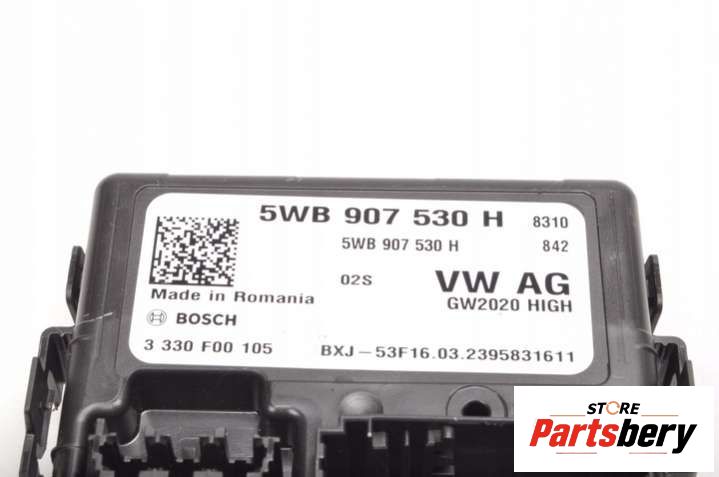 5WB 907 530 H 8310
5WB 907 530 H 842
02S VW AG
Made in Romania GW2020 HIGH
BOSCH
3 330 F00 105 BXJ-53F16.03.2395831611
STORE
Partsbery